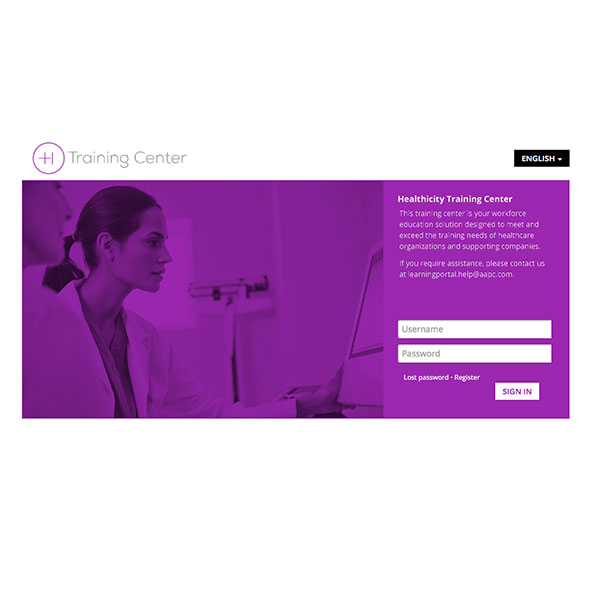 H Training Center
ENGLISH
Healthicity Training Center
This training center is your workforce
education solution designed to meet and
exceed the training needs of healthcare
organizations and supporting companies.
If you require assistance, please contact us
at learningportal.help@aapc.com.
Username
Password
Lost password • Register
SIGN IN